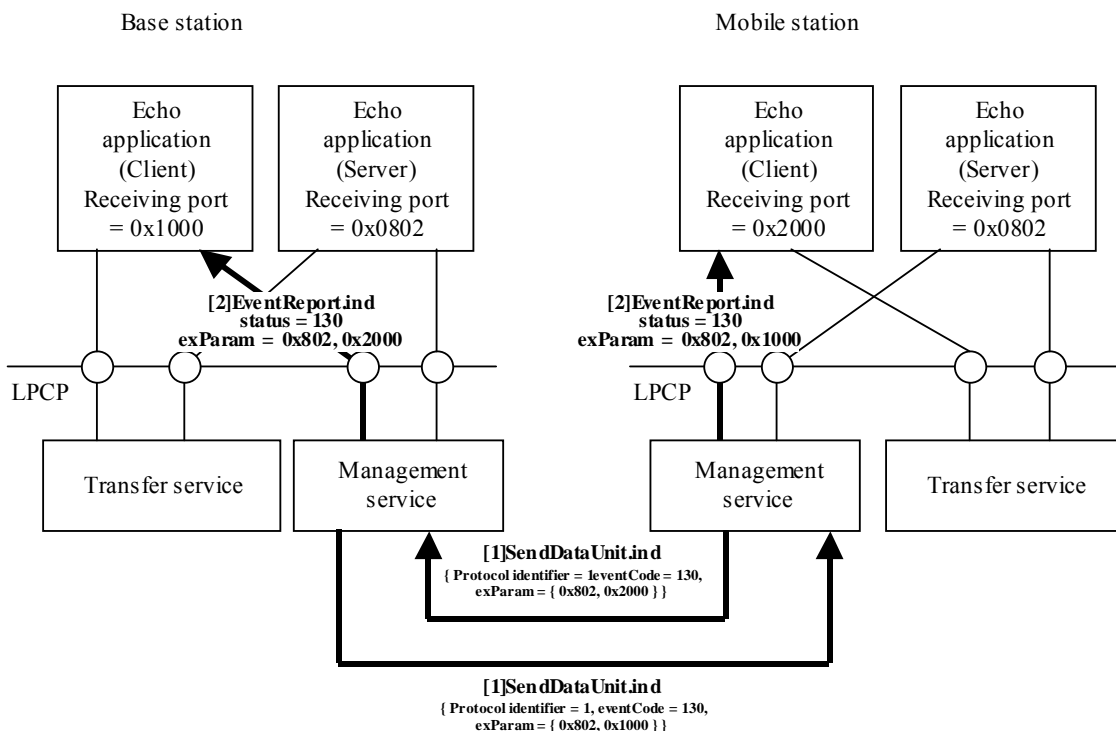 Base station
Mobile station
Echo
application
(Client)
Receiving port
= 0x1000
Echo
application
(Server)
Receiving port
= 0x0802
Echo
application
(Client)
Receiving port
= 0x2000
Echo
application
(Server)
Receiving port
= 0x0802
[2]EventReport.ind
status = 130
exParam = 0x802, 0x2000
[2]EventReport.ind
status = 130
exParam = 0x802, 0x1000
LPCP
LPCP
Transfer service
Management
service
Management
service
Transfer service
[1]SendDataUnit.ind
{ Protocol identifier = 1eventCode = 130,
exParam = { 0x802, 0x2000 } }
[1]SendDataUnit.ind
{ Protocol identifier = 1, eventCode = 130,
exParam = { 0x802, 0x1000 } }